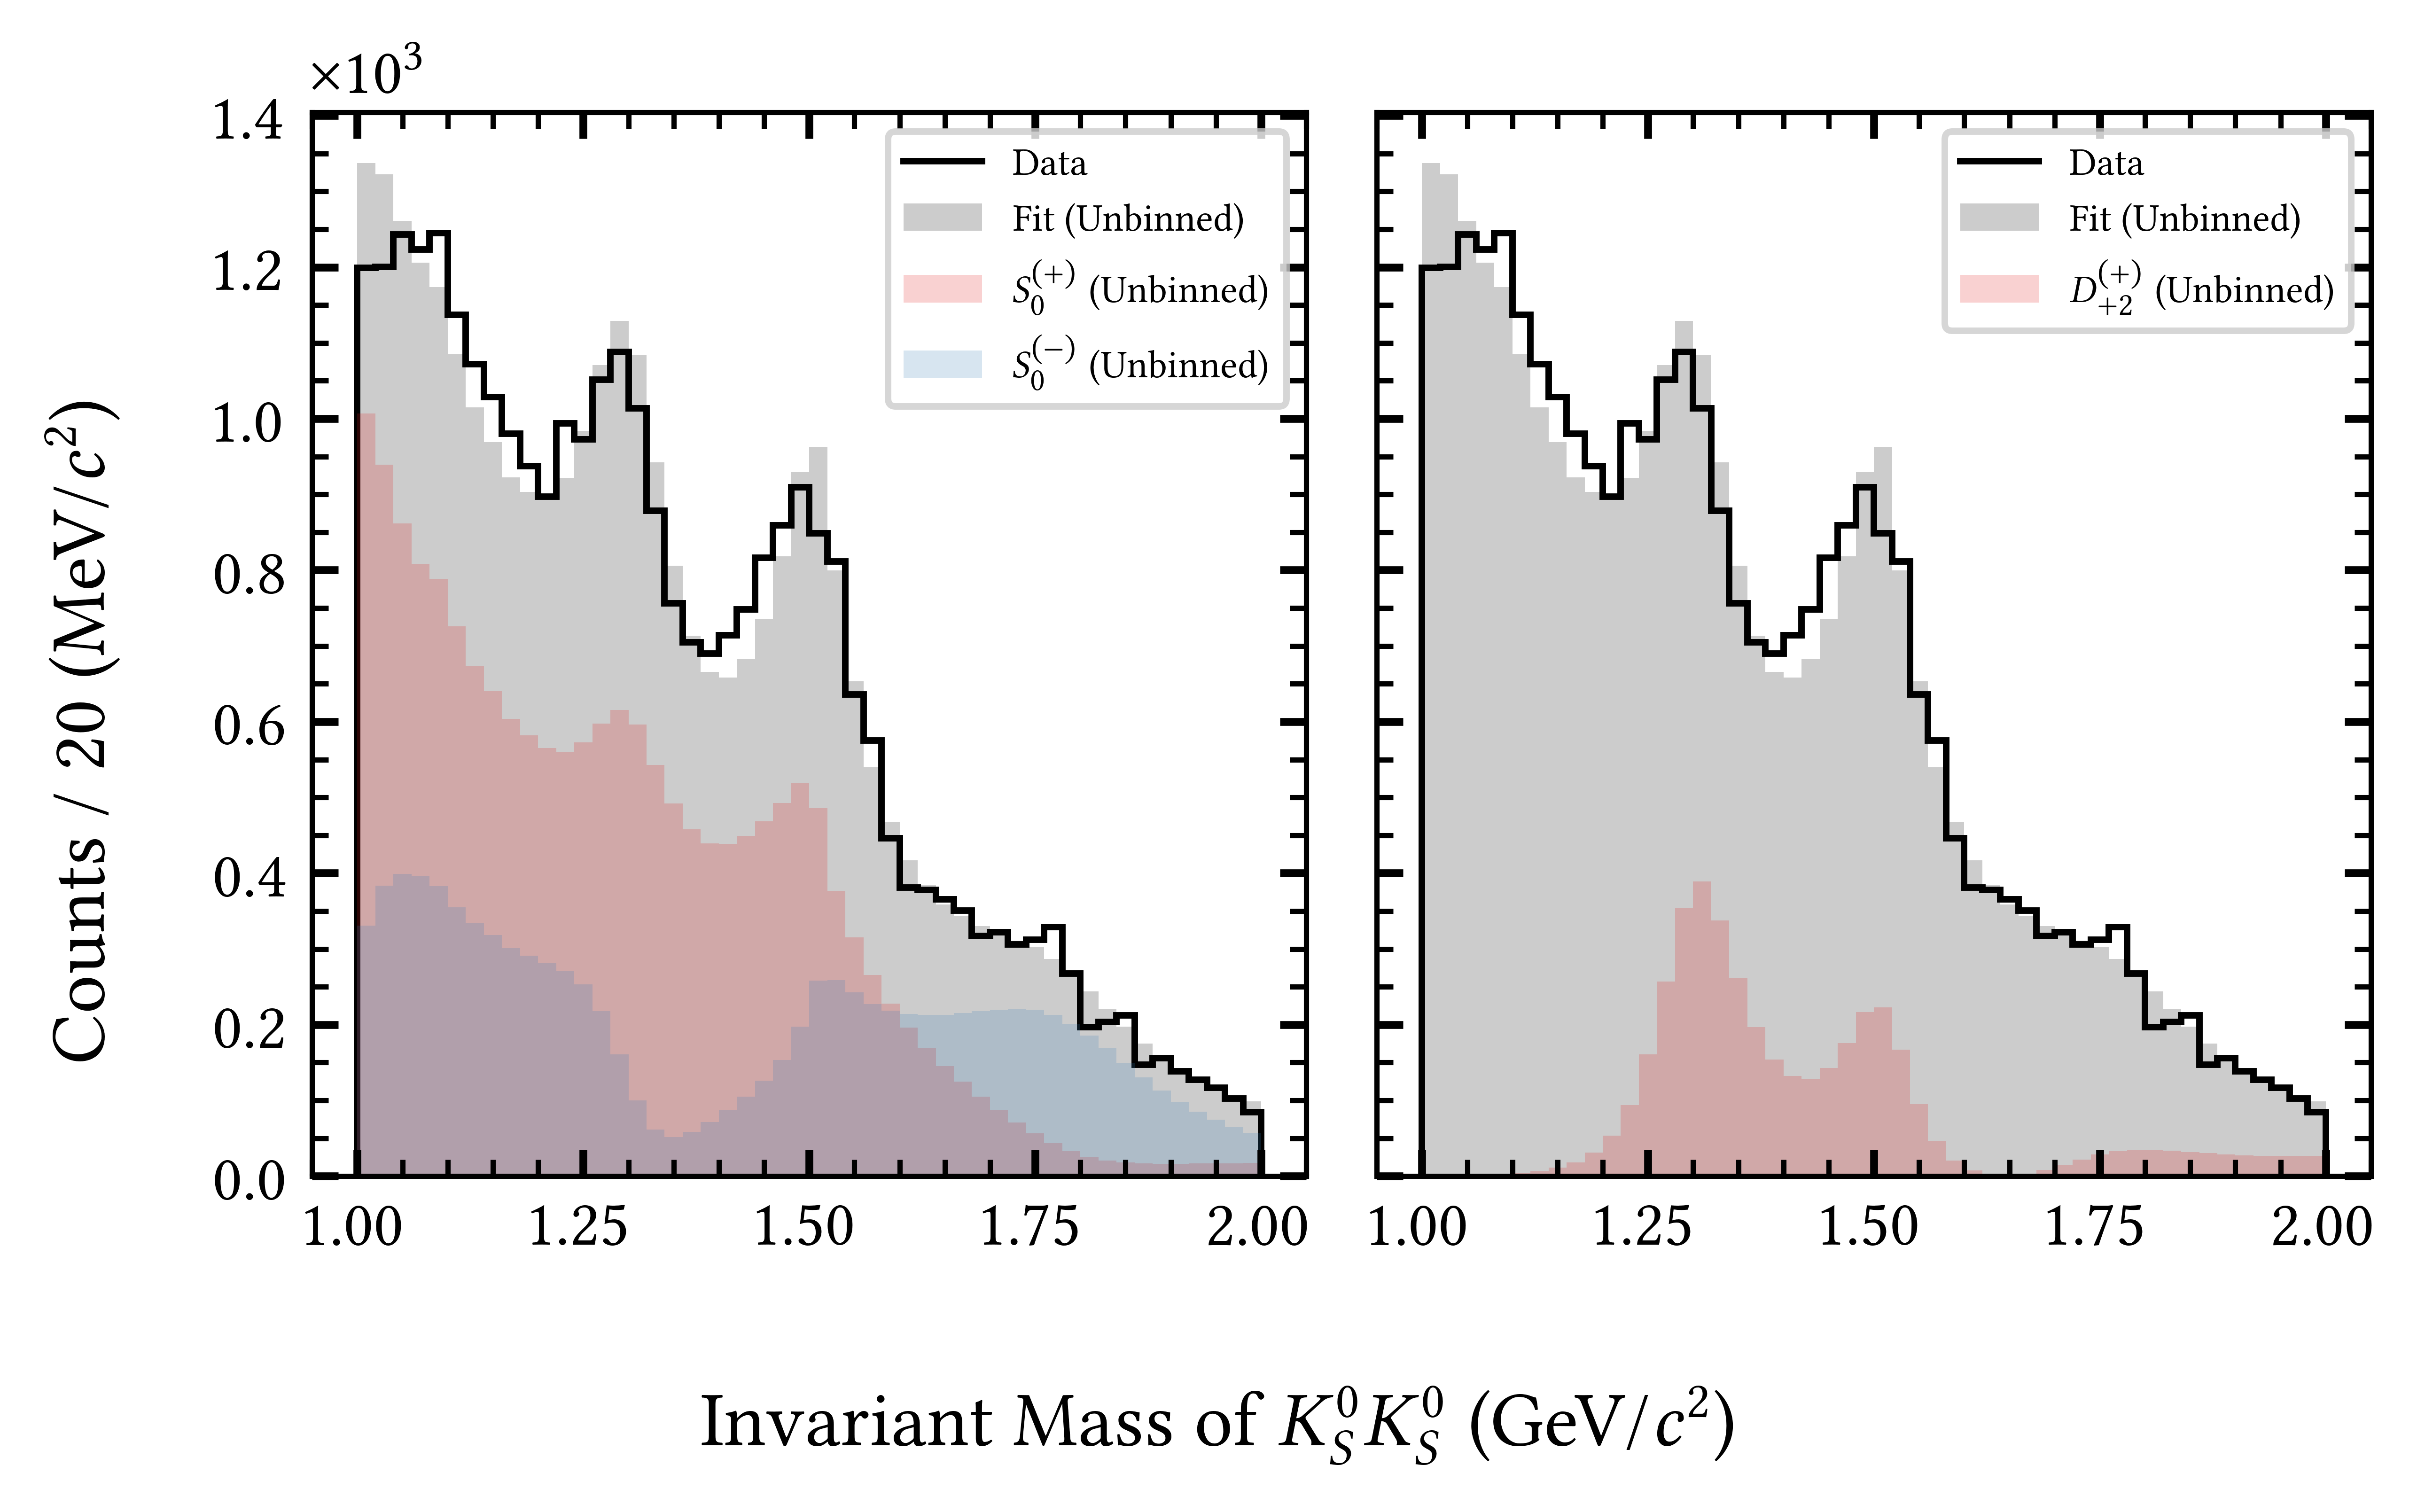 ×10³
1.4
1.2
1.0
0.8
0.6
0.4
0.2
0.0
Counts / 20 (MeV/c²)
Data
Fit (Unbinned)
S₀⁽⁺⁾ (Unbinned)
S₀⁽⁻⁾ (Unbinned)
1.00 1.25 1.50 1.75 2.00
Data
Fit (Unbinned)
D₊₂⁽⁺⁾ (Unbinned)
1.00 1.25 1.50 1.75 2.00
Invariant Mass of K_S⁰K_S⁰ (GeV/c²)